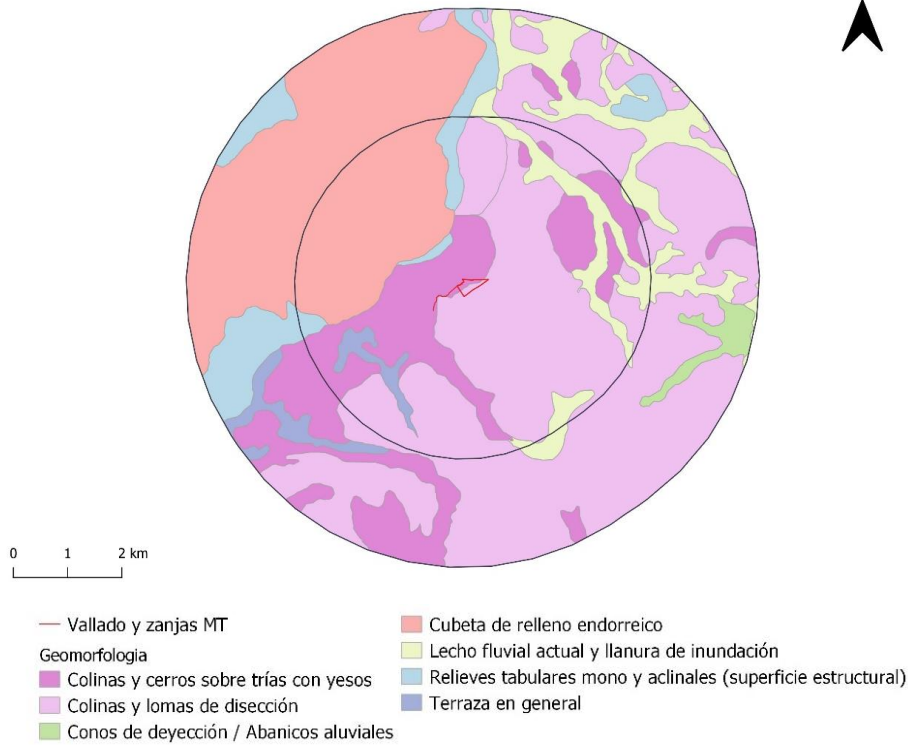 0 1 2 km
Vallado y zanjas MT
Geomorfologia
Colinas y cerros sobre trías con yesos
Colinas y lomas de disección
Conos de deyección / Abanicos aluviales
Cubeta de relleno endorreico
Lecho fluvial actual y llanura de inundación
Relieves tabulares mono y aclinales (superficie estructural)
Terraza en general